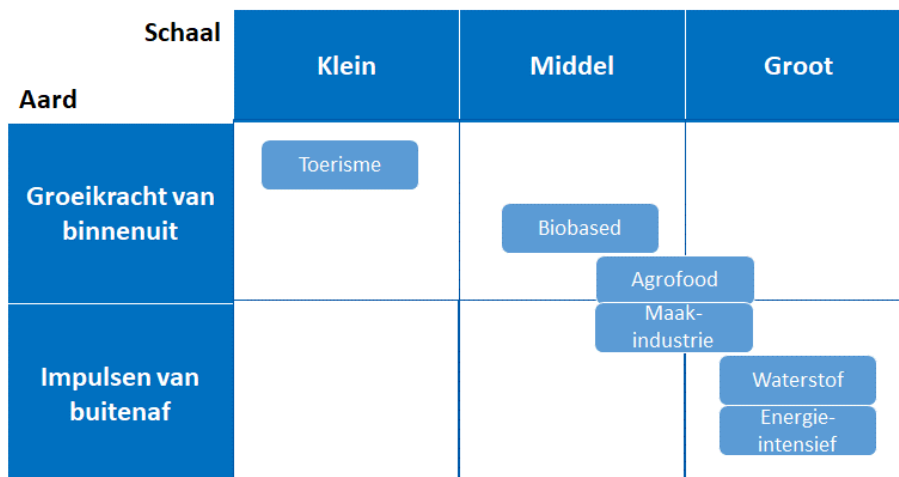 Schaal
Klein
Middel
Groot
Aard
Groeikracht van
binnenuit
Toerisme
Biobased
Agrofood
Maak-
industrie
Impulsen van
buitenaf
Waterstof
Energie-
intensief